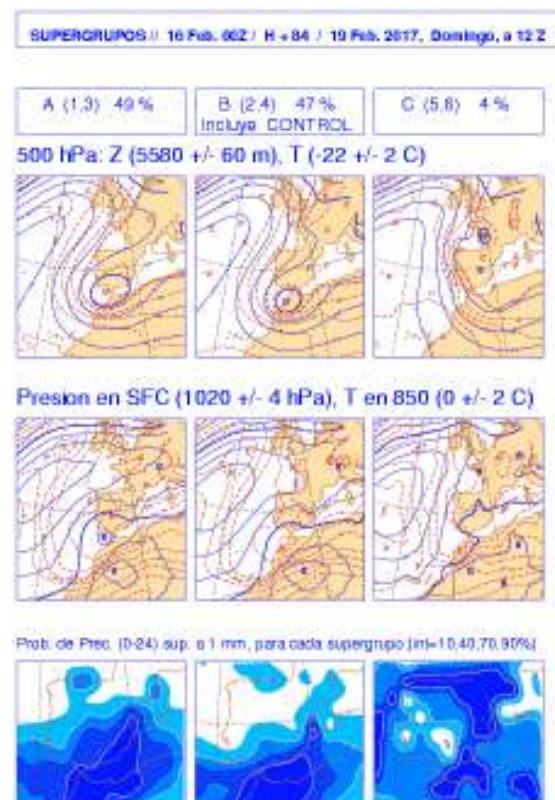 SUPERGRUPOS // 16 Feb. 00Z / H + 84 / 19 Feb. 2017, Domingo, a 12 Z
A (1,3) 49 %
B (2,4) 47 %
Incluye CONTROL
C (5,6) 4 %
500 hPa: Z (5580 +/- 60 m), T (-22 +/- 2 C)
Presion en SFC (1020 +/- 4 hPa), T en 850 (0 +/- 2 C)
Prob. de Prec. (0-24) sup. a 1 mm, para cada supergrupo (int=10,40,70,90%)